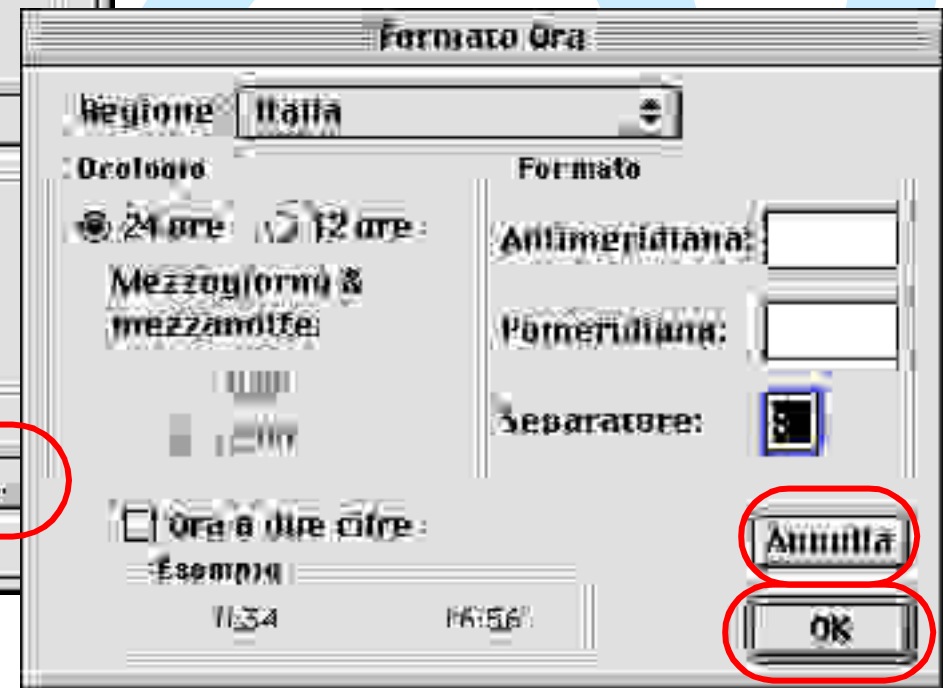 Formato Ora
Regione Italia
Orologio
24 ore 12 ore
Mezzogiorno &
mezzanotte:
Formato
Antimeridiana:
Pomeridiana:
Separatore:
Ora a due cifre
Esempio
Annulla
OK